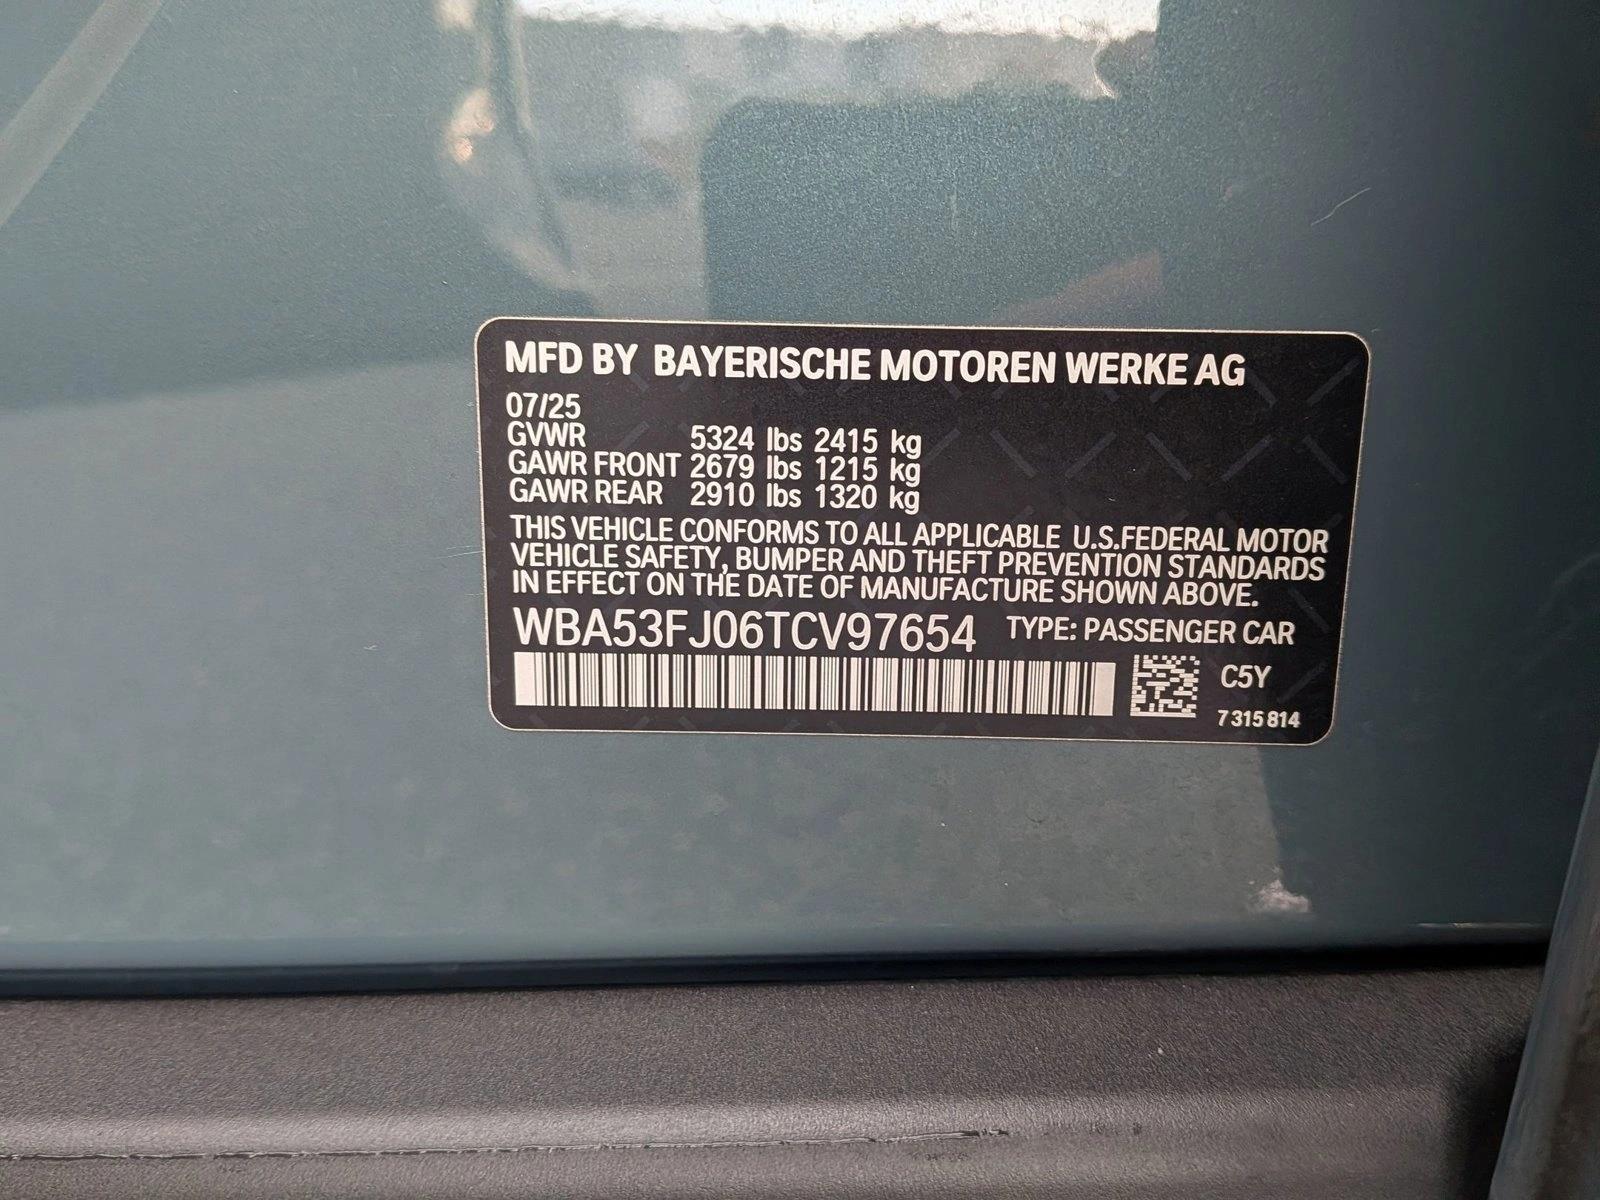 MFD BY BAYERISCHE MOTOREN WERKE AG
07/25
GVWR 5324 lbs 2415 kg
GAWR FRONT 2679 lbs 1215 kg
GAWR REAR 2910 lbs 1320 kg
THIS VEHICLE CONFORMS TO ALL APPLICABLE U.S.FEDERAL MOTOR
VEHICLE SAFETY, BUMPER AND THEFT PREVENTION STANDARDS
IN EFFECT ON THE DATE OF MANUFACTURE SHOWN ABOVE.
WBA53FJ06TCV97654 TYPE: PASSENGER CAR
C5Y
7 315 814